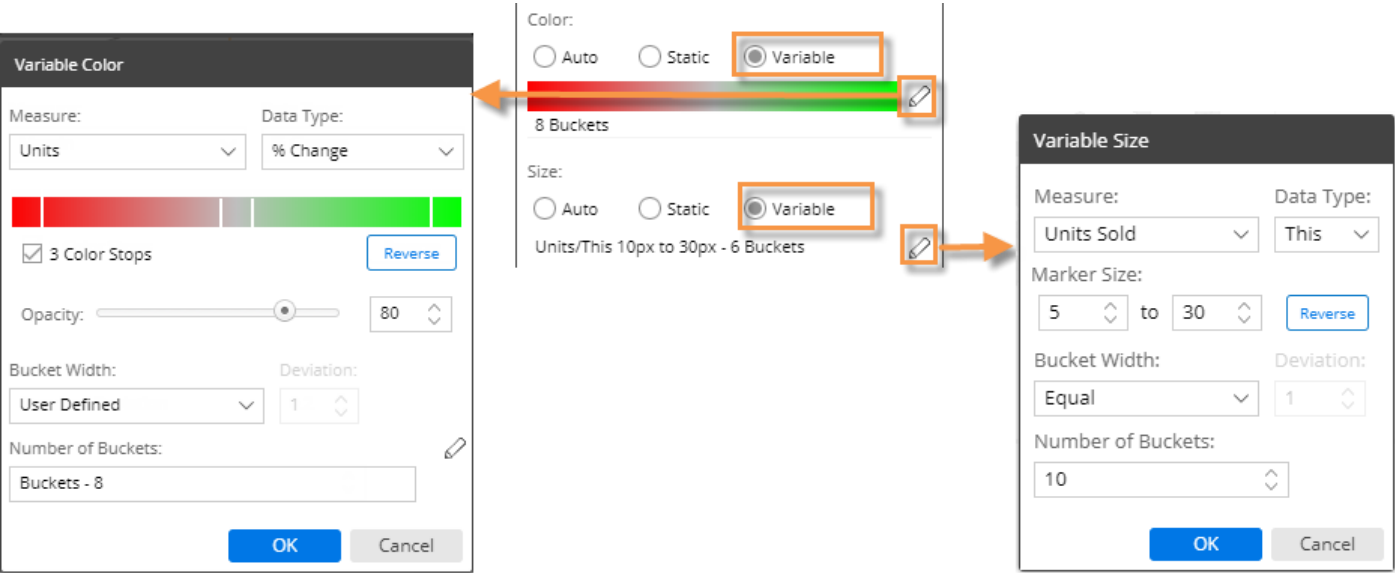 Variable Color
Measure: Data Type:
Units % Change
3 Color Stops Reverse
Opacity: 80
Bucket Width: Deviation:
User Defined 1
Number of Buckets:
Buckets - 8
OK Cancel
Color:
Auto Static Variable
8 Buckets
Size:
Auto Static Variable
Units/This 10px to 30px - 6 Buckets
Variable Size
Measure: Data Type:
Units Sold This
Marker Size:
5 to 30 Reverse
Bucket Width: Deviation:
Equal 1
Number of Buckets:
10
OK Cancel